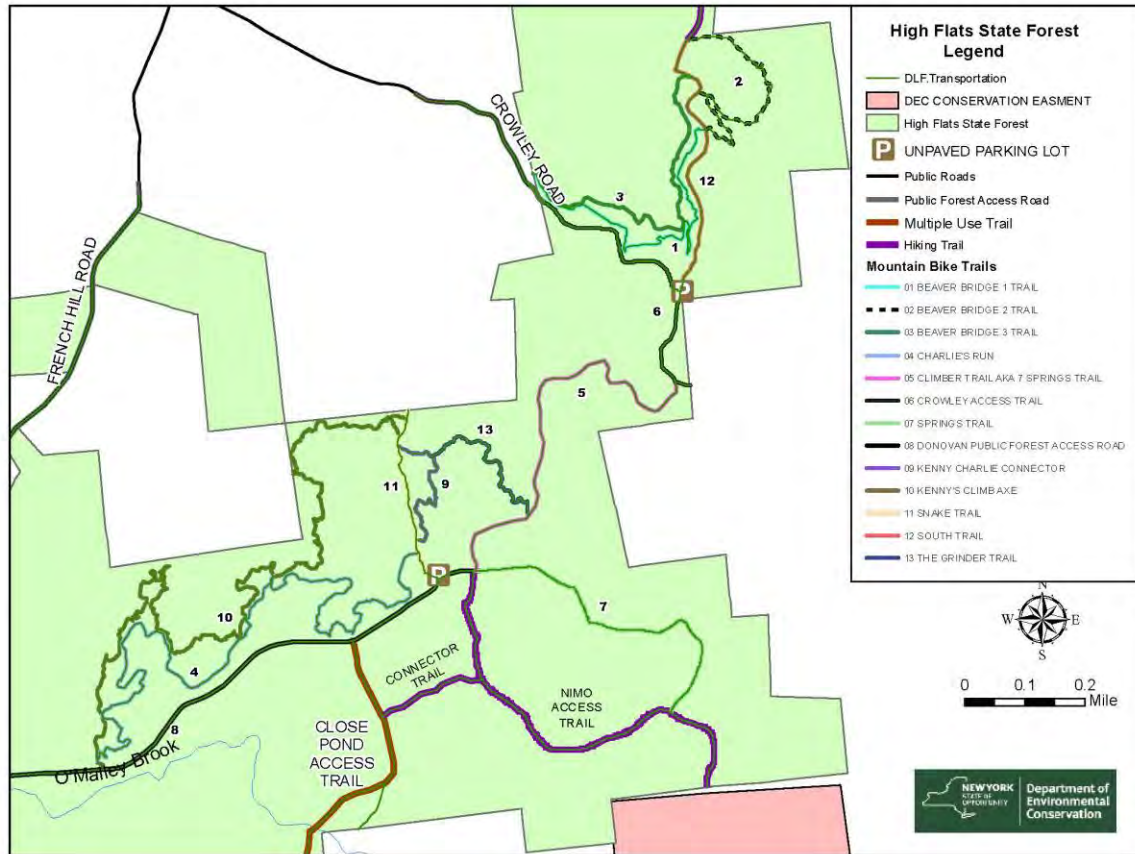 High Flats State Forest
Legend
DLF.Transportation
DEC CONSERVATION EASMENT
High Flats State Forest
P UNPAVED PARKING LOT
Public Roads
Public Forest Access Road
Multiple Use Trail
Hiking Trail
Mountain Bike Trails
01 BEAVER BRIDGE 1 TRAIL
02 BEAVER BRIDGE 2 TRAIL
03 BEAVER BRIDGE 3 TRAIL
04 CHARLIE'S RUN
05 CLIMBER TRAIL AKA 7 SPRINGS TRAIL
06 CROWLEY ACCESS TRAIL
07 SPRINGS TRAIL
08 DONOVAN PUBLIC FOREST ACCESS ROAD
09 KENNY CHARLIE CONNECTOR
10 KENNY'S CLIMB AXE
11 SNAKE TRAIL
12 SOUTH TRAIL
13 THE GRINDER TRAIL
2
CROWLEY ROAD
12
3
1
P
6
FRENCH HILL ROAD
5
13
9
11
P
10
7
4
CONNECTOR
TRAIL
NIMO
ACCESS
TRAIL
8
O'Malley Brook
CLOSE
POND
ACCESS
TRAIL
N
W
E
S
0
0.1
0.2
Mile
NEW YORK
STATE OF
OPPORTUNITY
Department of
Environmental
Conservation